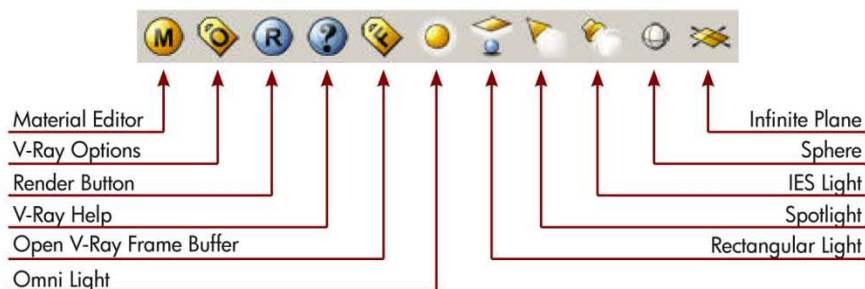 M O R ? F
Material Editor
V-Ray Options
Render Button
V-Ray Help
Open V-Ray Frame Buffer
Omni Light
Infinite Plane
Sphere
IES Light
Spotlight
Rectangular Light